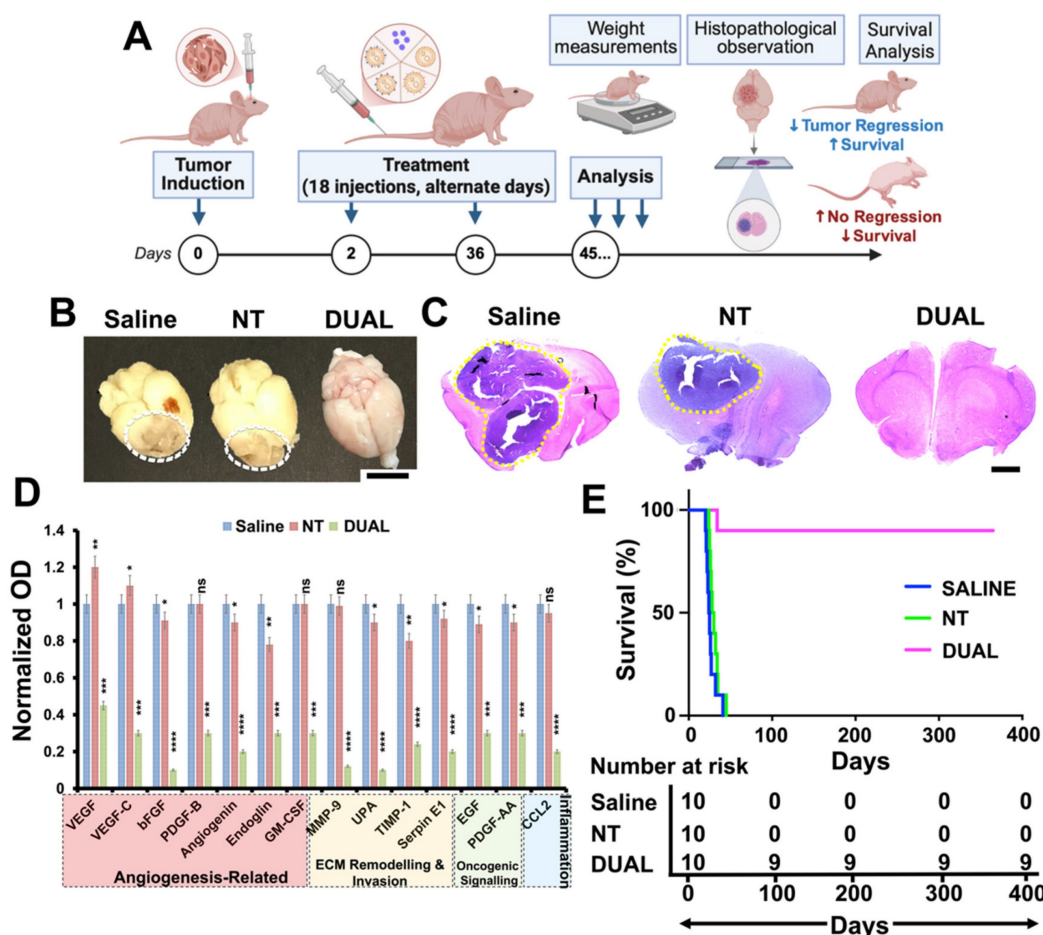 A
Weight
measurements
Histopathological
observation
Survival
Analysis
↓Tumor Regression
↑Survival
Tumor
Induction
Treatment
(18 injections, alternate days)
Analysis
↑No Regression
↓Survival
Days
0
2
36
45...
B
Saline
NT
DUAL
C
Saline
NT
DUAL
D
Saline
NT
DUAL
Normalized OD
1.4
1.2
1
0.8
0.6
0.4
0.2
0
**
***
*
***
*
****
ns
***
*
****
**
***
ns
***
ns
****
*
****
**
****
*
****
*
***
*
***
ns
****
VEGF
VEGF-C
bFGF
PDGF-B
Angiogenin
Endoglin
GM-CSF
MMP-9
UPA
TIMP-1
Serpin E1
EGF
PDGF-AA
CCL2
Angiogenesis-Related
ECM Remodelling &
Invasion
Oncogenic
Signalling
Inflammation
E
Survival (%)
100
50
0
SALINE
NT
DUAL
0
100
200
300
400
Days
Number at risk
Saline 10 0 0 0 0
NT 10 0 0 0 0
DUAL 10 9 9 9 9
0 100 200 300 400
Days